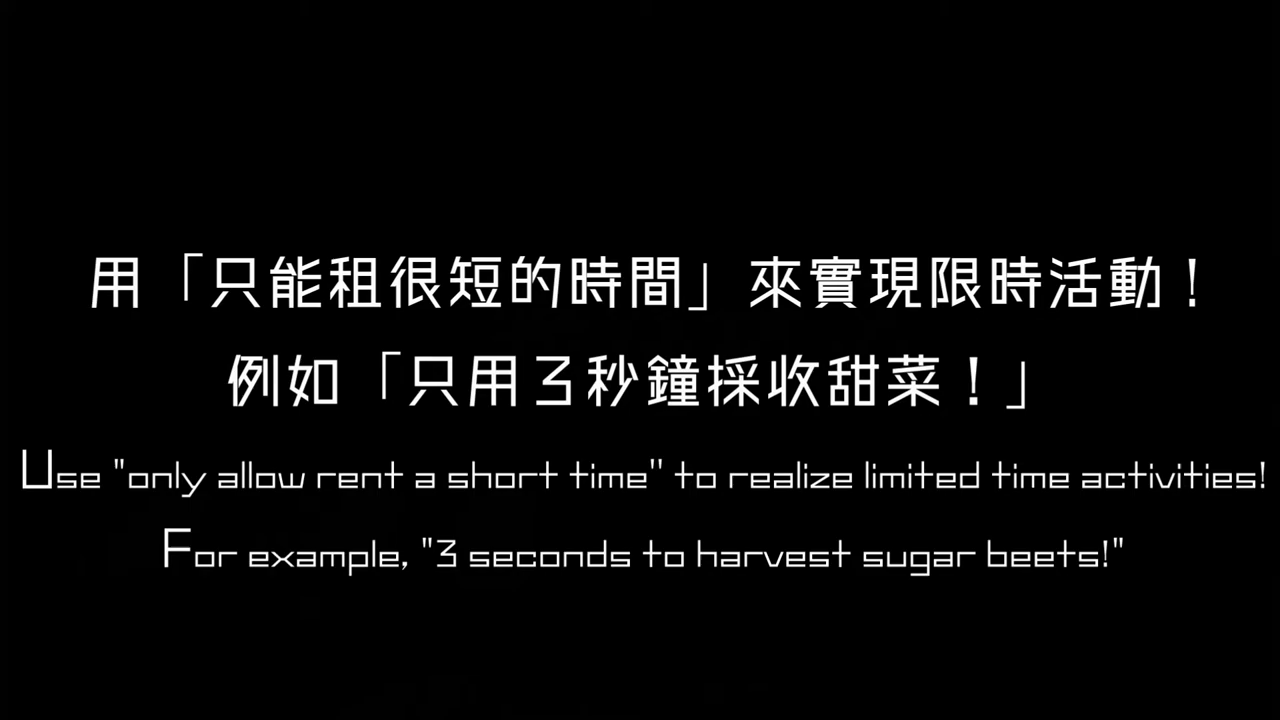 用「只能租很短的時間」來實現限時活動！
例如「只用３秒鐘採收甜菜！」
Use "only allow rent a short time" to realize limited time activities!
For example, "3 seconds to harvest sugar beets!"